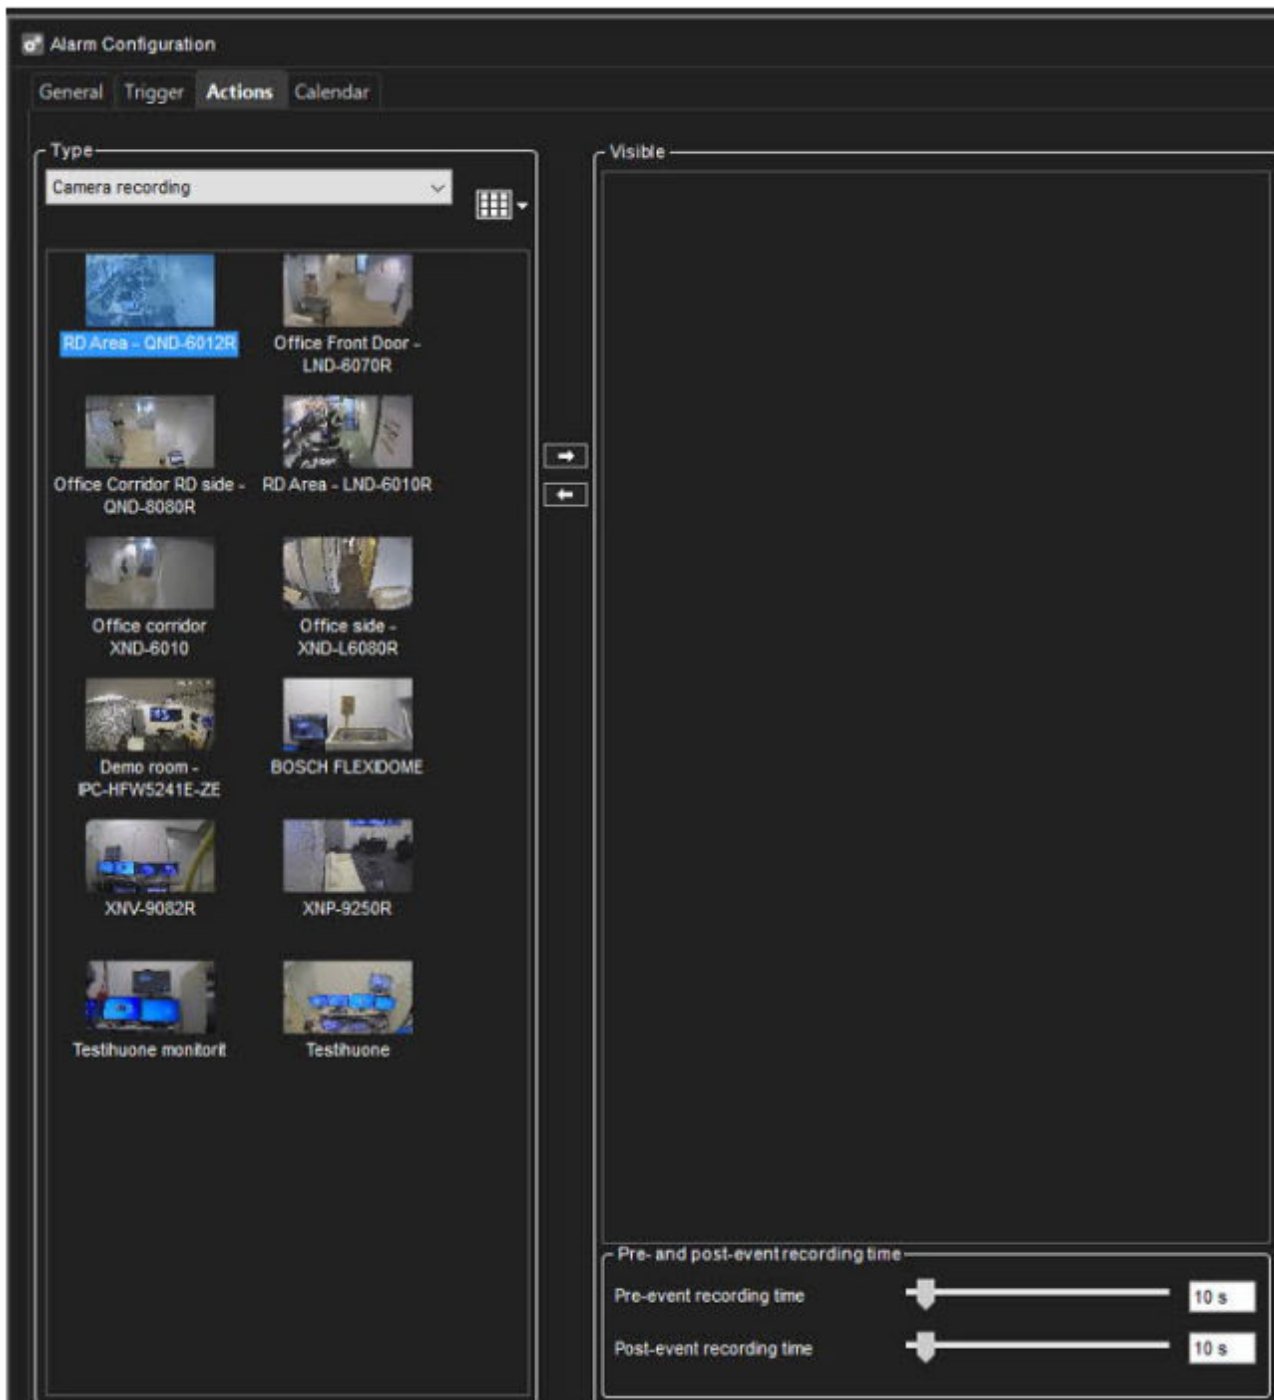 Alarm Configuration
General Trigger Actions Calendar
Type
Camera recording
RD Area - QND-6012R
Office Front Door -
LND-6070R
Office Corridor RD side -
QND-8080R
RD Area - LND-6010R
Office corridor
XND-6010
Office side -
XND-L6080R
Demo room -
IPC-HFW5241E-ZE
BOSCH FLEXIDOME
XNV-9082R
XNP-9250R
Testihuone monitorit
Testihuone
Visible
Pre- and post-event recording time
Pre-event recording time 10 s
Post-event recording time 10 s